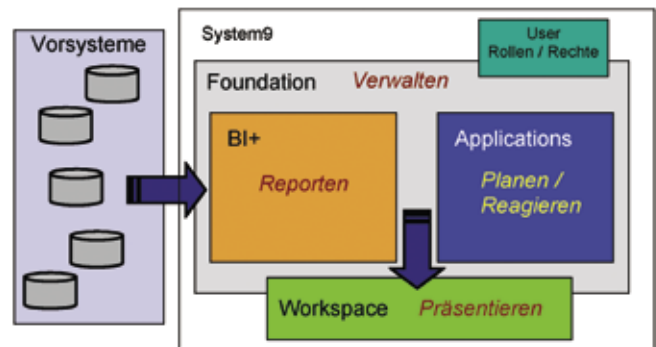 Vorsysteme
System9
User
Rollen / Rechte
Foundation Verwalten
BI+
Reporten
Applications
Planen /
Reagieren
Workspace Präsentieren